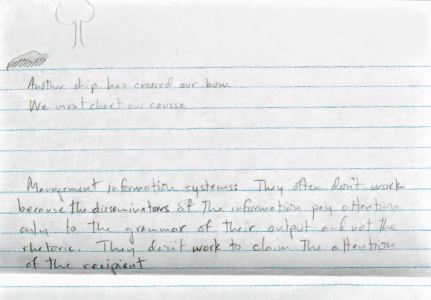 Another ship has crossed our bow.
We must chart our course
Management information systems: They often don't work
because the disseminators of the information pay attention
only to the grammar of their output and not the
rhetoric. They don't work to claim the attention
of the recipient